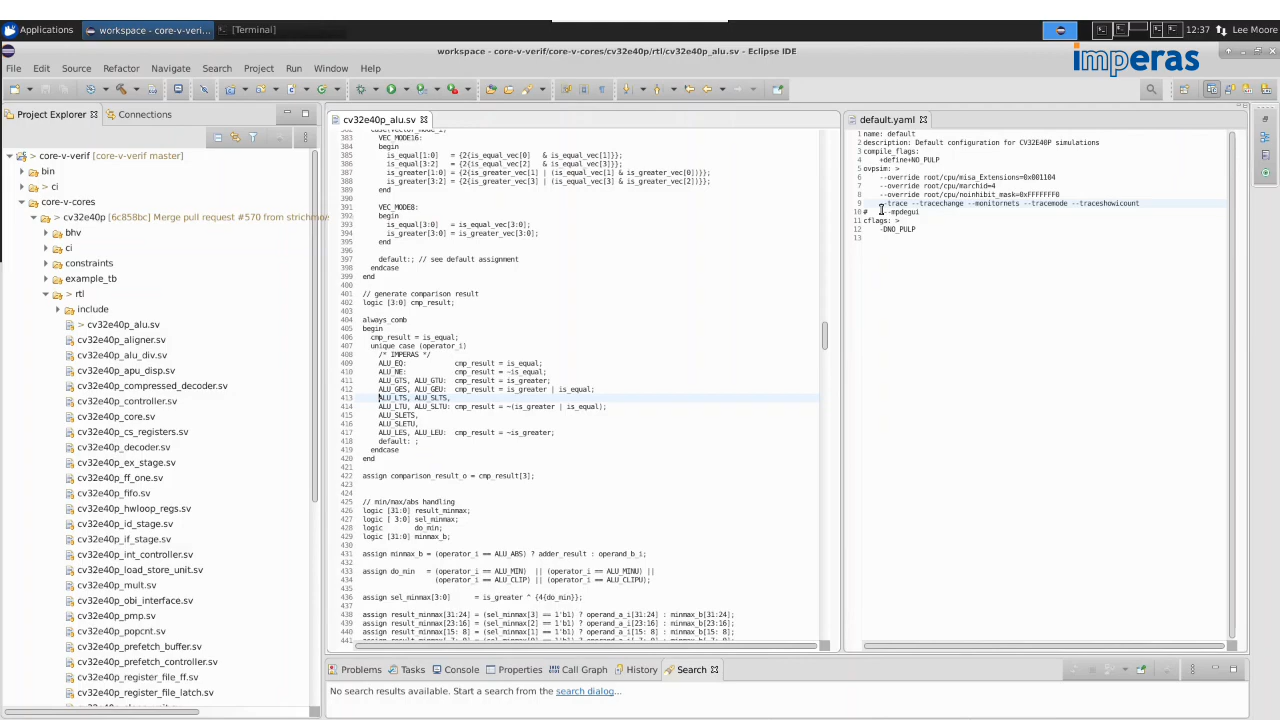 Applications
workspace - core-v-veri...
[Terminal]
12:37
Lee Moore
workspace - core-v-verif/core-v-cores/cv32e40p/rtl/cv32e40p_alu.sv - Eclipse IDE
imperas
File Edit Source Refactor Navigate Search Project Run Window Help
Project Explorer
Connections
> core-v-verif (core-v-verif master)
bin
> ci
core-v-cores
> cv32e40p [6c858bc] Merge pull request #570 from strichmo
bhv
ci
constraints
example_tb
> rtl
include
> cv32e40p_alu.sv
cv32e40p_aligner.sv
cv32e40p_alu_div.sv
cv32e40p_apu_disp.sv
cv32e40p_compressed_decoder.sv
cv32e40p_controller.sv
cv32e40p_core.sv
cv32e40p_cs_registers.sv
cv32e40p_decoder.sv
cv32e40p_ex_stage.sv
cv32e40p_ff_one.sv
cv32e40p_fifo.sv
cv32e40p_hwloop_regs.sv
cv32e40p_id_stage.sv
cv32e40p_if_stage.sv
cv32e40p_int_controller.sv
cv32e40p_load_store_unit.sv
cv32e40p_mult.sv
cv32e40p_obi_interface.sv
cv32e40p_pmp.sv
cv32e40p_popcnt.sv
cv32e40p_prefetch_buffer.sv
cv32e40p_prefetch_controller.sv
cv32e40p_register_file_ff.sv
cv32e40p_register_file_latch.sv
cv32e40p_alu.sv
383 VEC_MODE16:
384 begin
385 is_equal[1:0] = {2{is_equal_vec[0] & is_equal_vec[1]}};
386 is_equal[3:2] = {2{is_equal_vec[2] & is_equal_vec[3]}};
387 is_greater[1:0] = {2{is_greater_vec[1] | (is_equal_vec[1] & is_greater_vec[0])}};
388 is_greater[3:2] = {2{is_greater_vec[3] | (is_equal_vec[3] & is_greater_vec[2])}};
389 end
390
391 VEC_MODE8:
392 begin
393 is_equal[3:0] = is_equal_vec[3:0];
394 is_greater[3:0] = is_greater_vec[3:0];
395 end
396
397 default:; // see default assignment
398 endcase
399 end
400
401 // generate comparison result
402 logic [3:0] cmp_result;
403
404 always_comb
405 begin
406 cmp_result = is_equal;
407 unique case (operator_i)
408 /* IMPERAS */
409 ALU_EQ: cmp_result = is_equal;
410 ALU_NE: cmp_result = ~is_equal;
411 ALU_GTS, ALU_GTU: cmp_result = is_greater;
412 ALU_GES, ALU_GEU: cmp_result = is_greater | is_equal;
413 ALU_LTS, ALU_SLTS,
414 ALU_LTU, ALU_SLTU: cmp_result = ~(is_greater | is_equal);
415 ALU_SLETS,
416 ALU_SLETU,
417 ALU_LES, ALU_LEU: cmp_result = ~is_greater;
418 default: ;
419 endcase
420 end
421
422 assign comparison_result_o = cmp_result[3];
423
424
425 // min/max/abs handling
426 logic [31:0] result_minmax;
427 logic [ 3:0] sel_minmax;
428 logic do_min;
429 logic [31:0] minmax_b;
430
431 assign minmax_b = (operator_i == ALU_ABS) ? adder_result : operand_b_i;
432
433 assign do_min = (operator_i == ALU_MIN) || (operator_i == ALU_MINU) ||
434 (operator_i == ALU_CLIP) || (operator_i == ALU_CLIPU);
435
436 assign sel_minmax[3:0] = is_greater ^ {4{do_min}};
437
438 assign result_minmax[31:24] = (sel_minmax[3] == 1'b1) ? operand_a_i[31:24] : minmax_b[31:24];
439 assign result_minmax[23:16] = (sel_minmax[2] == 1'b1) ? operand_a_i[23:16] : minmax_b[23:16];
440 assign result_minmax[15: 8] = (sel_minmax[1] == 1'b1) ? operand_a_i[15: 8] : minmax_b[15: 8];
441
default.yaml
1 name: default
2 description: Default configuration for CV32E40P simulations
3 compile_flags:
4 +define+NO_PULP
5 ovpsim: >
6 --override root/cpu/misa_Extensions=0x001104
7 --override root/cpu/marchid=4
8 --override root/cpu/noinhibit_mask=0xFFFFFFF0
9 --trace --tracechange --monitornets --tracemode --traceshowicount
10 # --mpdegui
11 cflags: >
12 -DNO_PULP
13
Problems Tasks Console Properties Call Graph History Search
No search results available. Start a search from the search dialog...